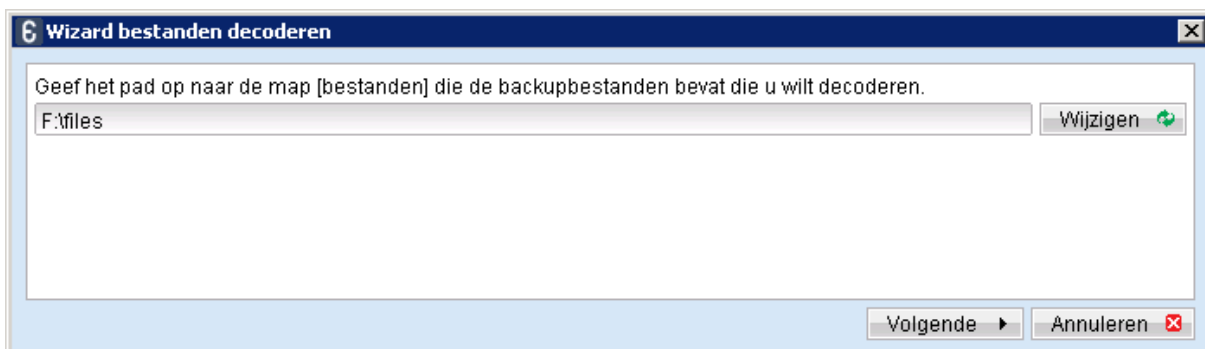 Wizard bestanden decoderen
Geef het pad op naar de map [bestanden] die de backupbestanden bevat die u wilt decoderen.
F:\files
Wijzigen
Volgende
Annuleren